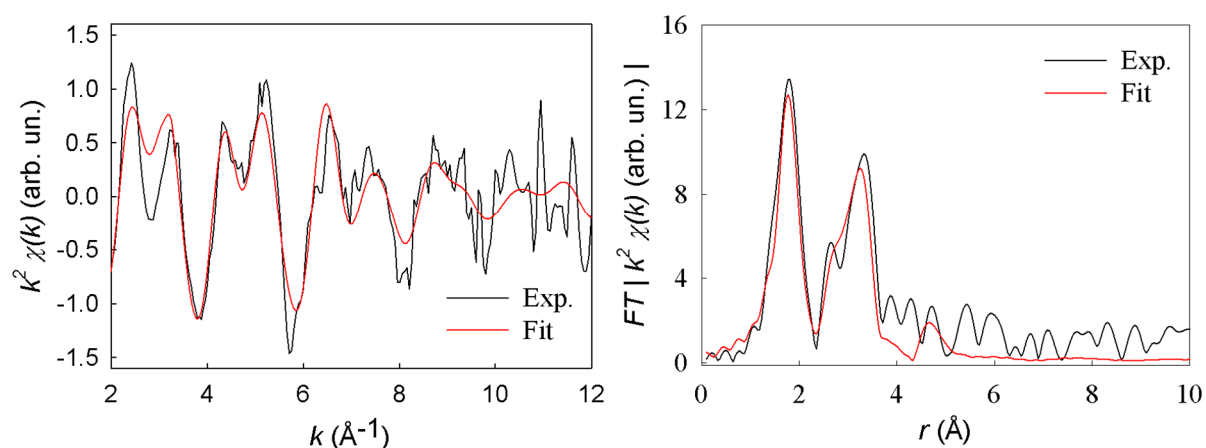 1.5
1.0
0.5
0.0
-0.5
-1.0
-1.5
k² χ(k) (arb. un.)
Exp.
Fit
2 4 6 8 10 12
k (Å⁻¹)
16
12
8
4
0
FT | k² χ(k) (arb. un.) |
Exp.
Fit
0 2 4 6 8 10
r (Å)